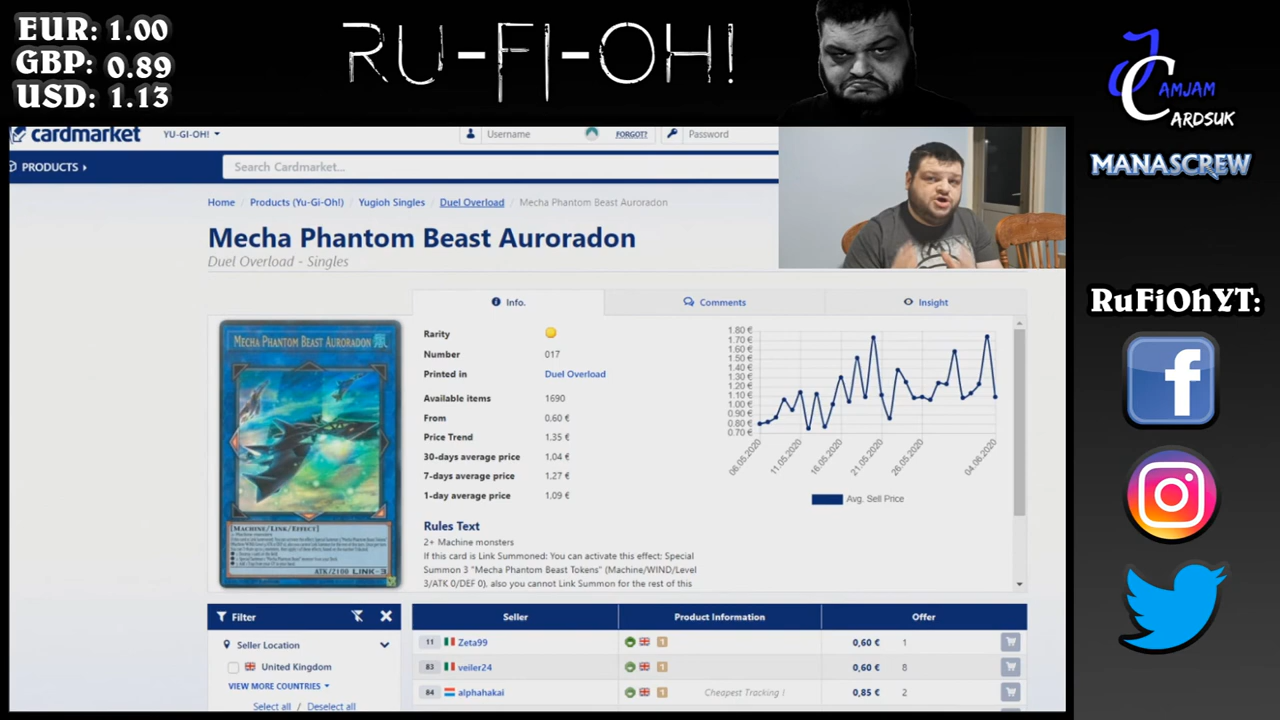 EUR: 1.00
GBP: 0.89
USD: 1.13
RU-FI-OH!
JAMJAM
CARDSUK
MANASCREW
RuFiOhYT:
cardmarket
YU-GI-OH!
Username
FORGOT?
Password
PRODUCTS
Search Cardmarket...
Home / Products (Yu-Gi-Oh!) / Yugioh Singles / Duel Overload / Mecha Phantom Beast Auroradon
Mecha Phantom Beast Auroradon
Duel Overload - Singles
Info.
Comments
Insight
MECHA PHANTOM BEAST AURORADON
[MACHINE/LINK/EFFECT]
ATK/2100 LINK-3
Rarity
Number 017
Printed in Duel Overload
Available items 1690
From 0.60 €
Price Trend 1.35 €
30-days average price 1.04 €
7-days average price 1.27 €
1-day average price 1.09 €
Rules Text
2+ Machine monsters
If this card is Link Summoned: You can activate this effect; Special
Summon 3 "Mecha Phantom Beast Tokens" (Machine/WIND/Level
3/ATK 0/DEF 0), also you cannot Link Summon for the rest of this
1.80 €
1.70 €
1.60 €
1.50 €
1.40 €
1.30 €
1.20 €
1.10 €
1.00 €
0.90 €
0.80 €
0.70 €
06.05.2020
11.05.2020
16.05.2020
21.05.2020
26.05.2020
04.06.2020
Avg. Sell Price
Filter
Seller Location
United Kingdom
VIEW MORE COUNTRIES
Select all / Deselect all
Seller Product Information Offer
11 Zeta99 1 0,60 € 1
83 veiler24 1 0,60 € 8
84 alphahakai 1 Cheapest Tracking ! 0,85 € 2